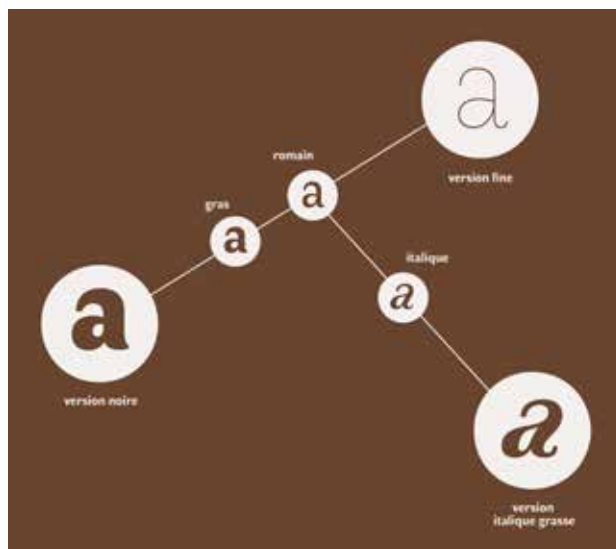 a
version fine
romain
a
gras
a
italique
a
a
version noire
a
version
italique grasse